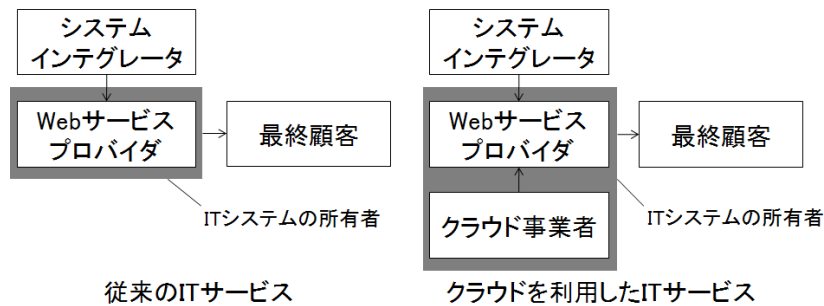 システム
インテグレータ
Webサービス
プロバイダ
最終顧客
ITシステムの所有者
従来のITサービス
システム
インテグレータ
Webサービス
プロバイダ
最終顧客
クラウド事業者
ITシステムの所有者
クラウドを利用したITサービス